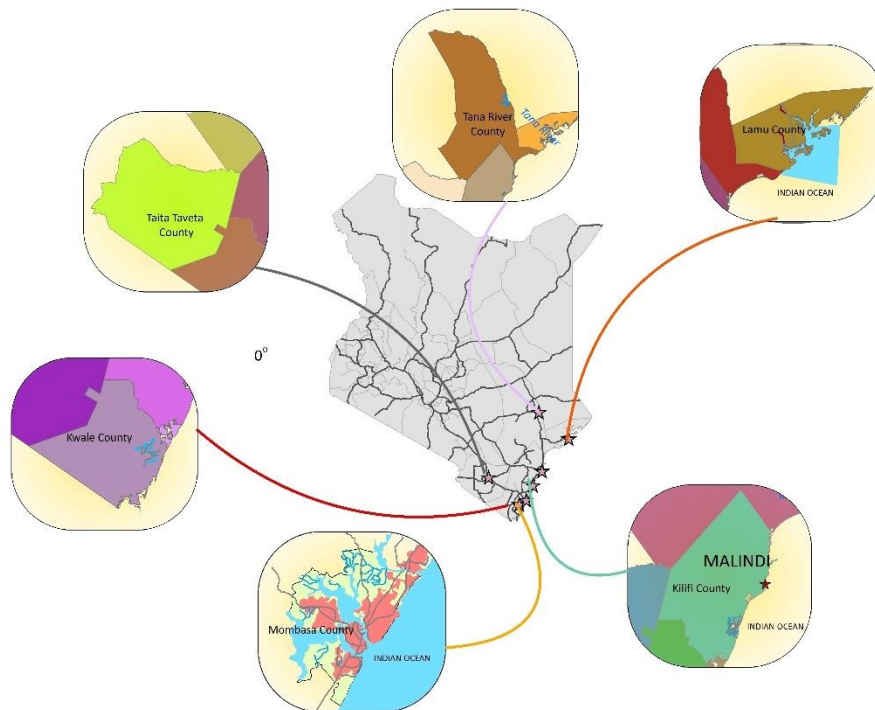 Tana River
County
Tana River
Lamu County
INDIAN OCEAN
Taita Taveta
County
0°
Kwale County
MALINDI
Kilifi County
INDIAN OCEAN
Mombasa County
INDIAN OCEAN